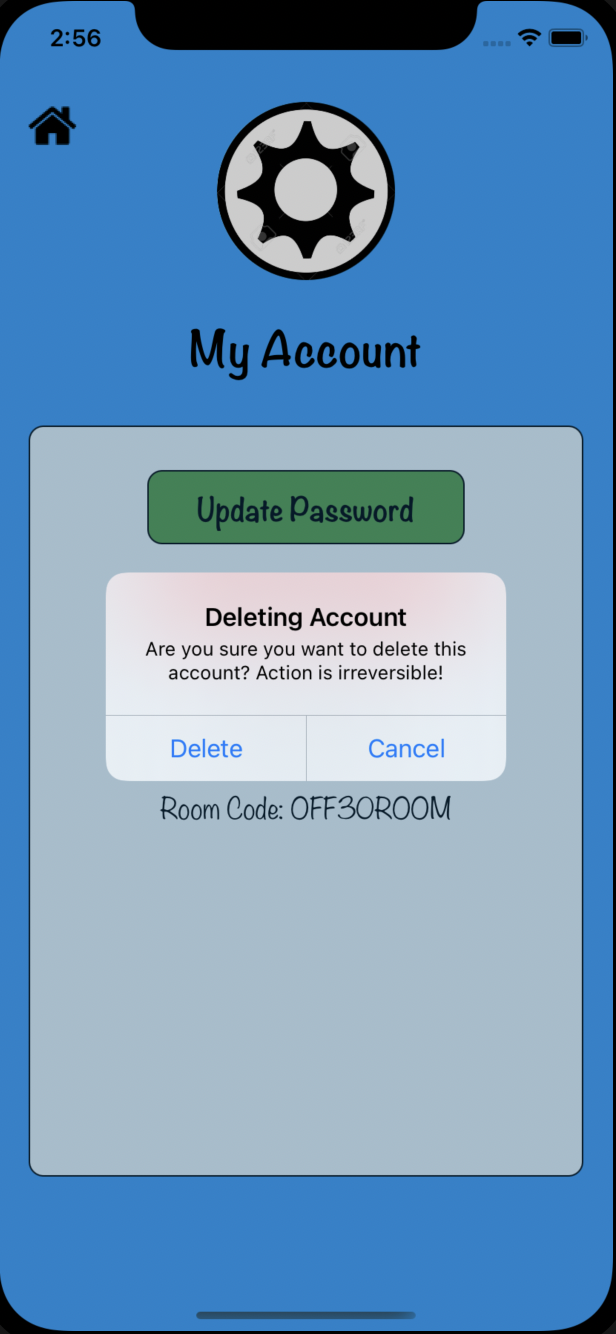 2:56
My Account
Update Password
Deleting Account
Are you sure you want to delete this
account? Action is irreversible!
Delete
Cancel
Room Code: OFF30ROOM